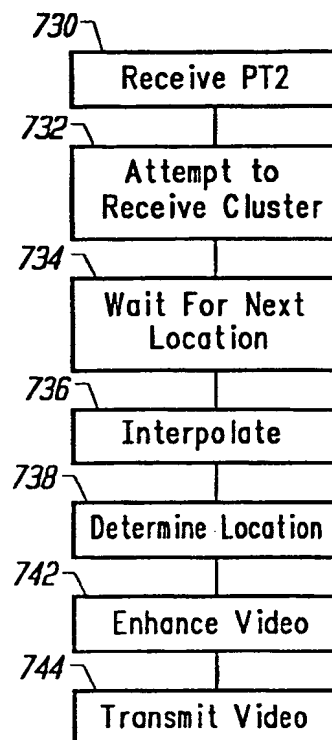 730
Receive PT2
732
Attempt to
Receive Cluster
734
Wait For Next
Location
736
Interpolate
738
Determine Location
742
Enhance Video
744
Transmit Video